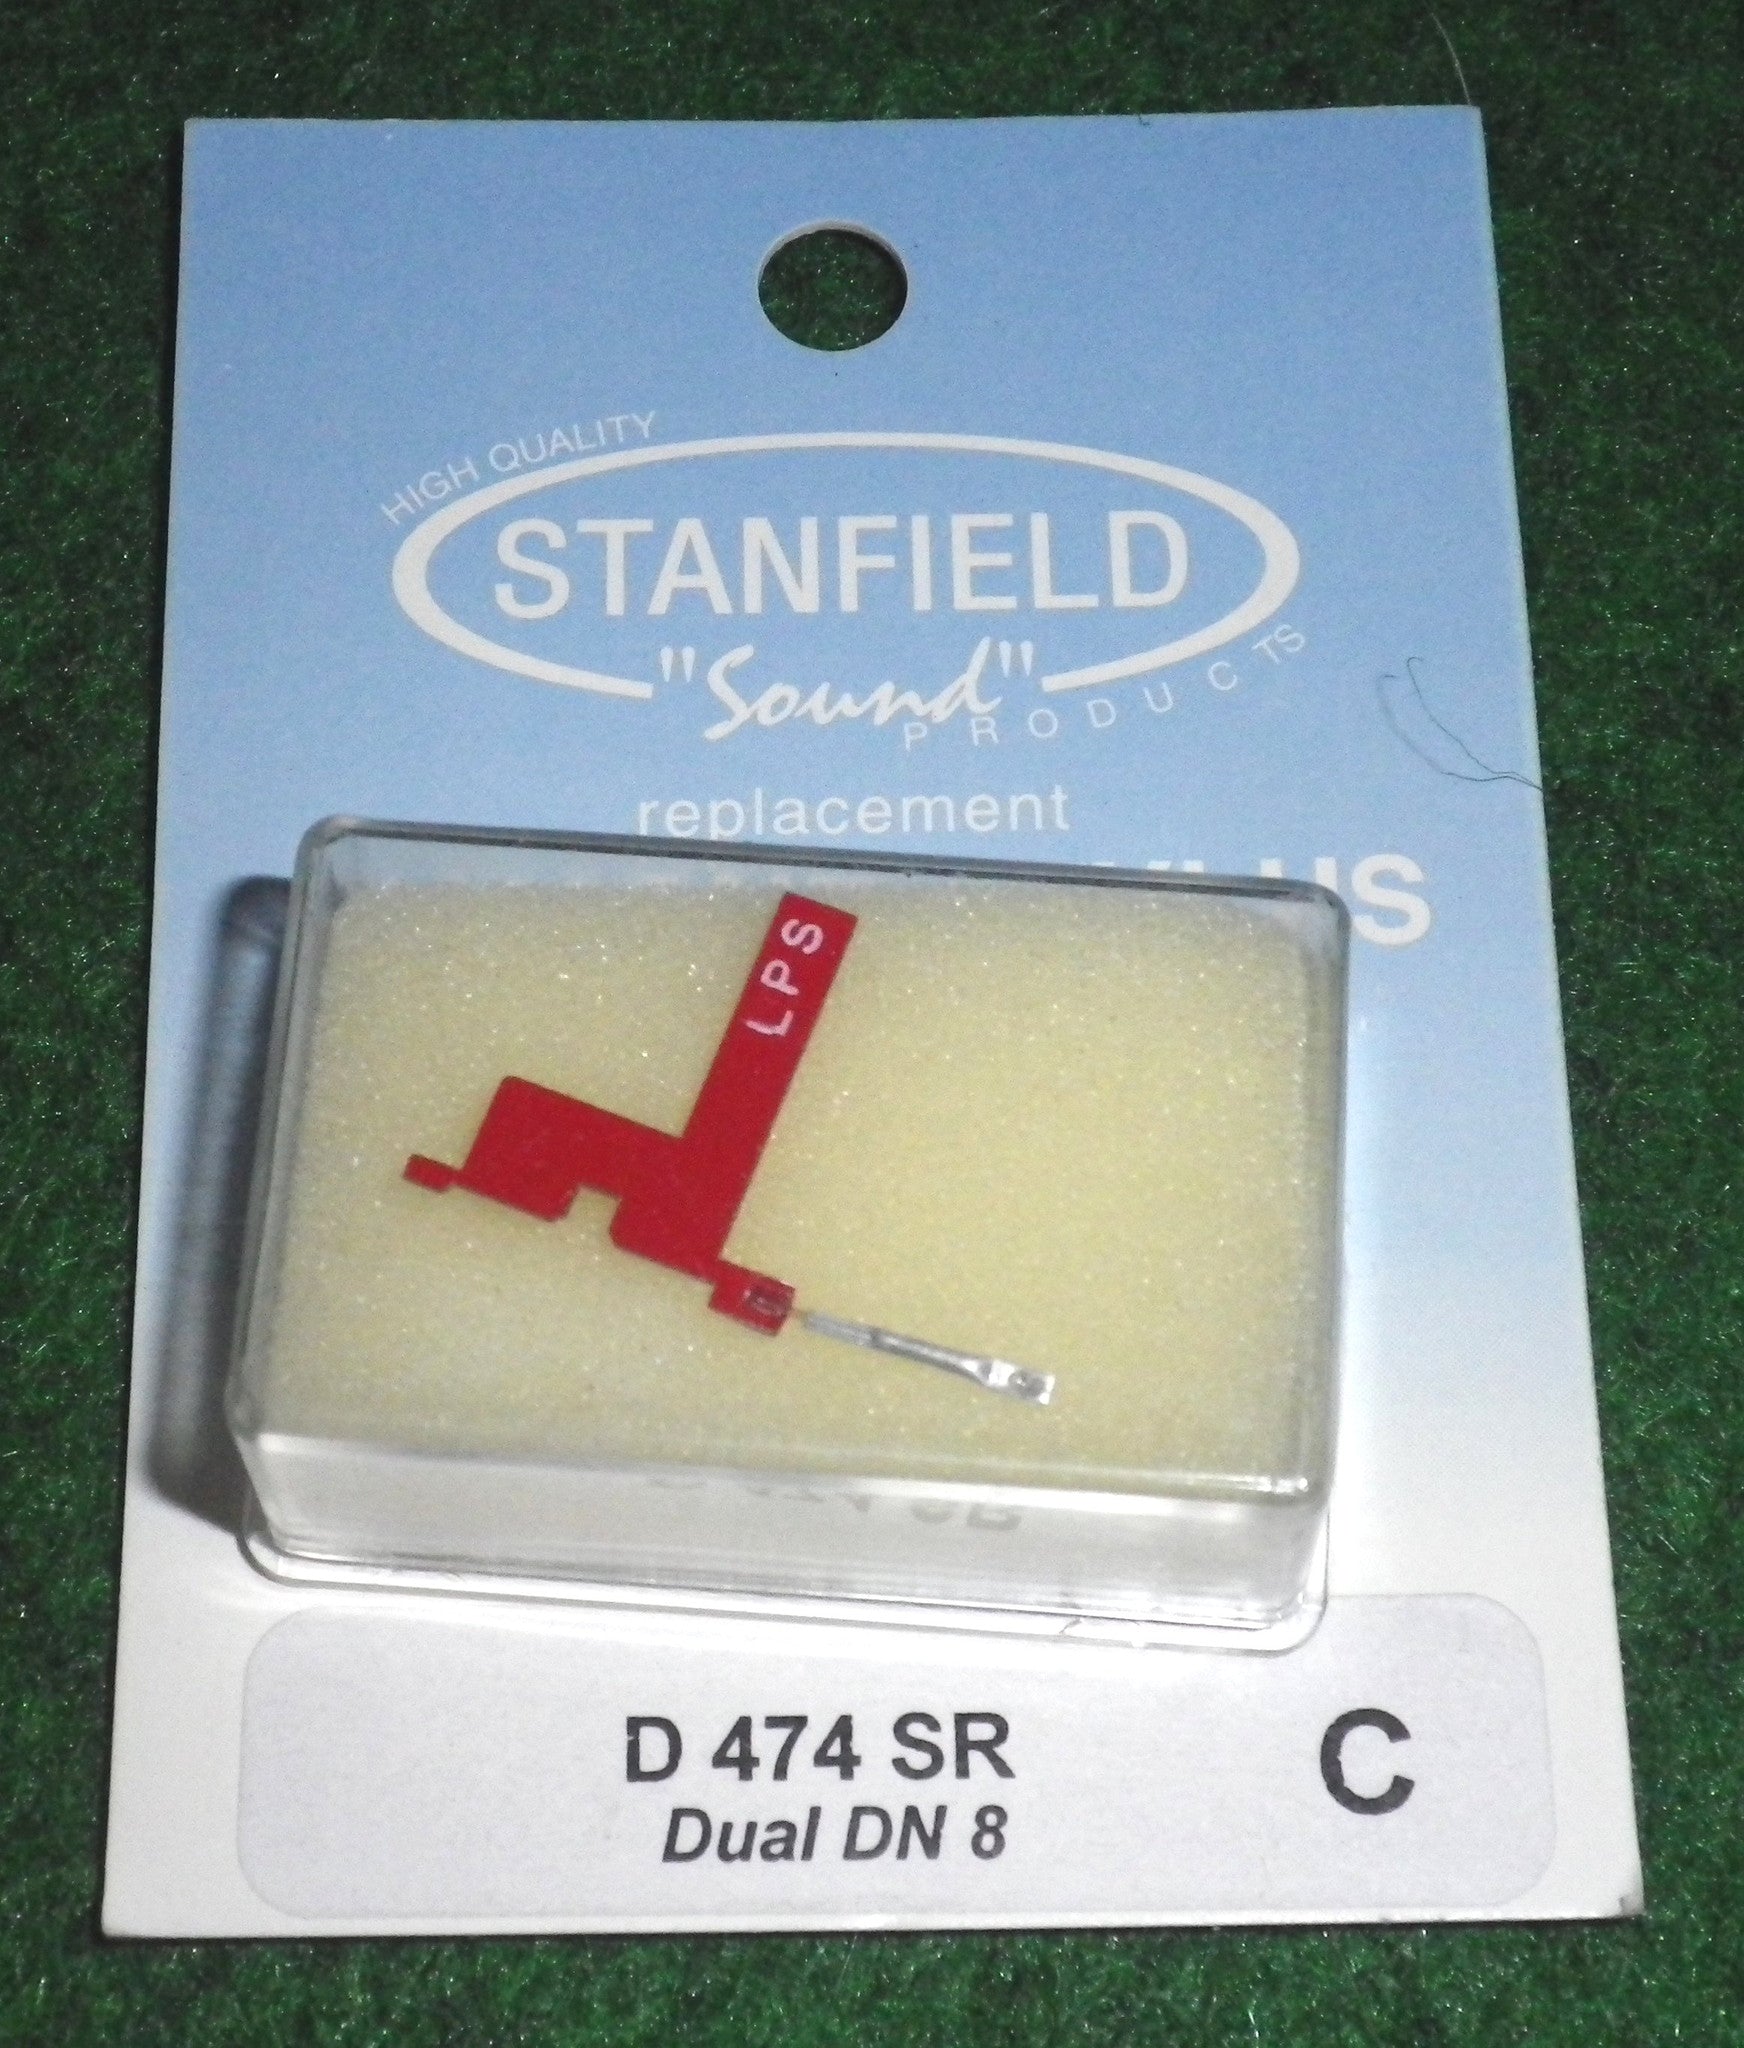 HIGH QUALITY
STANFIELD
"Sound"
PRODUCTS
replacement
LPS
D 474 SR
C
Dual DN 8